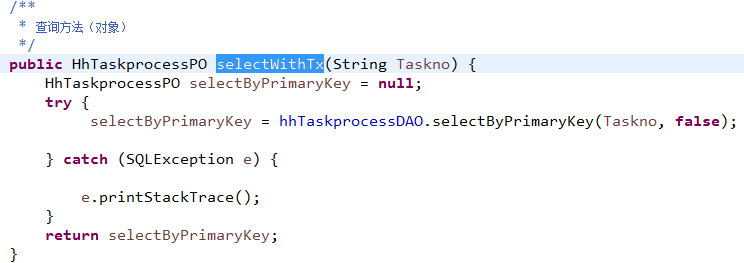 /**
 * 查询方法（对象）
 */
public HhTaskprocessPO selectWithTx(String Taskno) {
    HhTaskprocessPO selectByPrimaryKey = null;
    try {
         selectByPrimaryKey = hhTaskprocessDAO.selectByPrimaryKey(Taskno, false);
    } catch (SQLException e) {
        e.printStackTrace();
    }
    return selectByPrimaryKey;
}